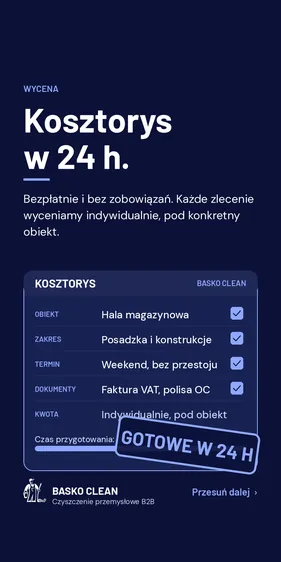 WYCENA
Kosztorys
w 24 h.
Bezpłatnie i bez zobowiązań. Każde zlecenie
wyceniamy indywidualnie, pod konkretny
obiekt.
KOSZTORYS BASKO CLEAN
OBIEKT Hala magazynowa
ZAKRES Posadzka i konstrukcje
TERMIN Weekend, bez przestoju
DOKUMENTY Faktura VAT, polisa OC
KWOTA Indywidualnie, pod obiekt
Czas przygotowania:
GOTOWE W 24 H
BASKO CLEAN
Czyszczenie przemysłowe B2B
Przesuń dalej ›